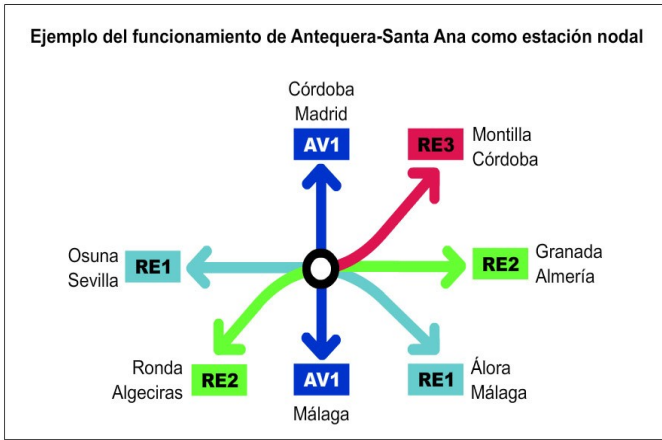 Ejemplo del funcionamiento de Antequera-Santa Ana como estación nodal
Córdoba
Madrid
AV1
RE3
Montilla
Córdoba
Osuna
Sevilla
RE1
RE2
Granada
Almería
Ronda
Algeciras
RE2
AV1
Málaga
RE1
Álora
Málaga